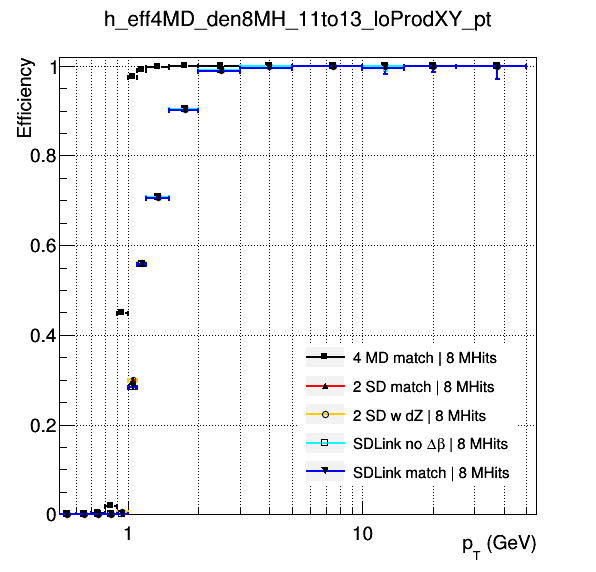 h_eff4MD_den8MH_11to13_loProdXY_pt
Efficiency
1
0.8
0.6
0.4
0.2
0
4 MD match | 8 MHits
2 SD match | 8 MHits
2 SD w dZ | 8 MHits
SDLink no Δβ | 8 MHits
SDLink match | 8 MHits
1
10
p_T (GeV)